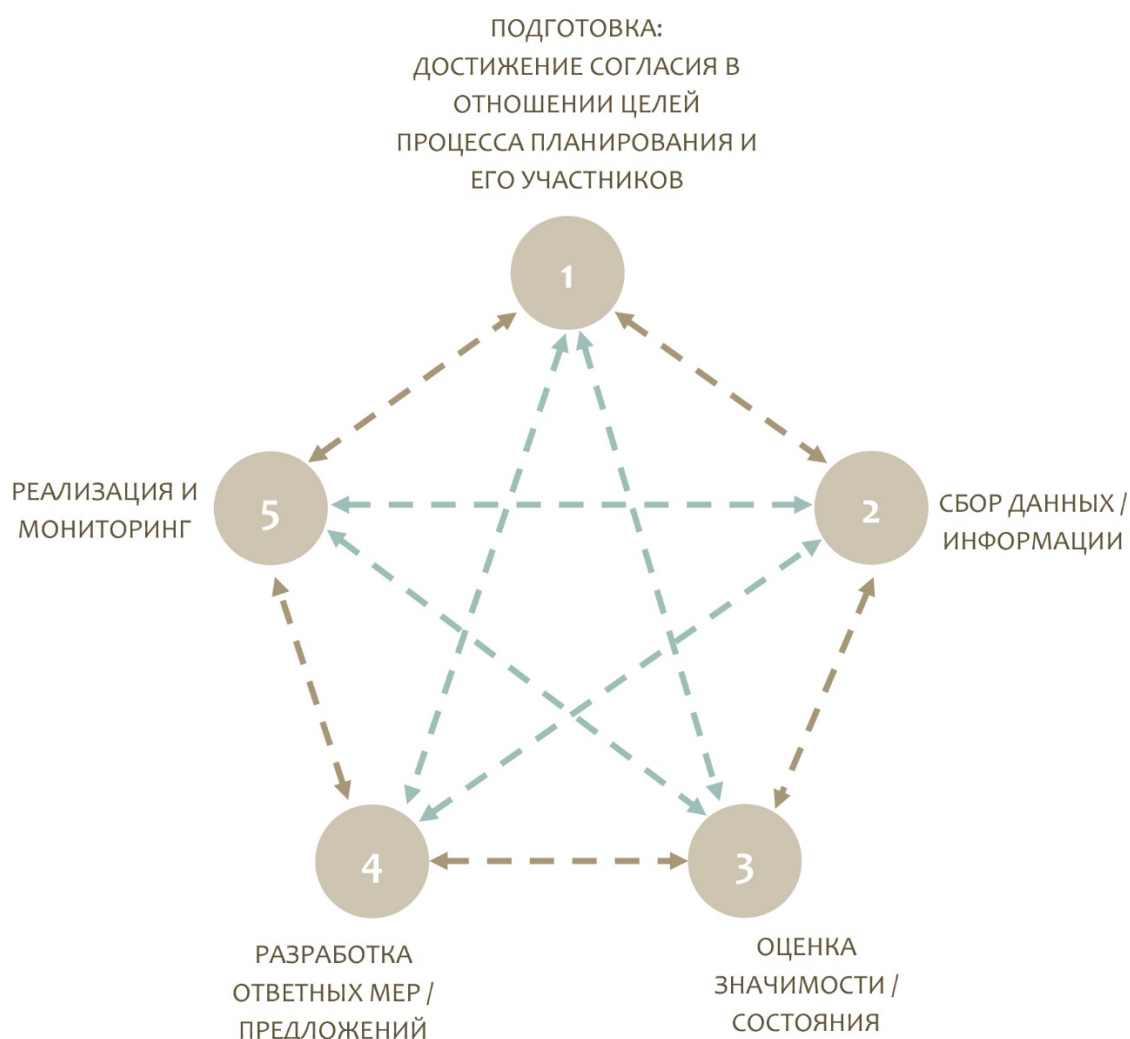 ПОДГОТОВКА:
ДОСТИЖЕНИЕ СОГЛАСИЯ В
ОТНОШЕНИИ ЦЕЛЕЙ
ПРОЦЕССА ПЛАНИРОВАНИЯ И
ЕГО УЧАСТНИКОВ
1
РЕАЛИЗАЦИЯ И
МОНИТОРИНГ
5
2
СБОР ДАННЫХ /
ИНФОРМАЦИИ
4
3
РАЗРАБОТКА
ОТВЕТНЫХ МЕР /
ПРЕДЛОЖЕНИЙ
ОЦЕНКА
ЗНАЧИМОСТИ /
СОСТОЯНИЯ